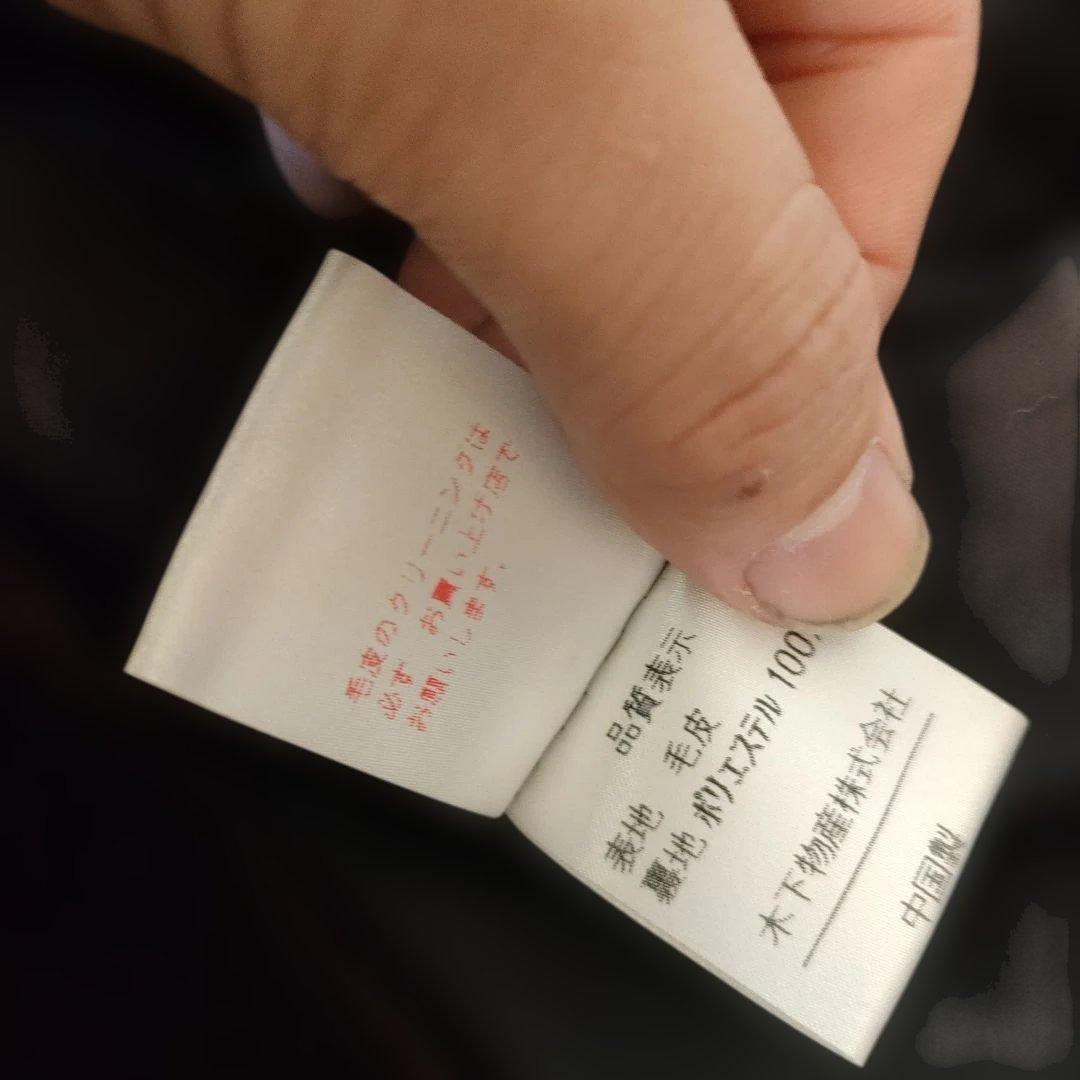 毛皮のクリーニングは
必ず お買い上げ店で
お願いします。
品質表示
表地 毛皮
裏地 ポリエステル 100
木下物産株式会社
中国製